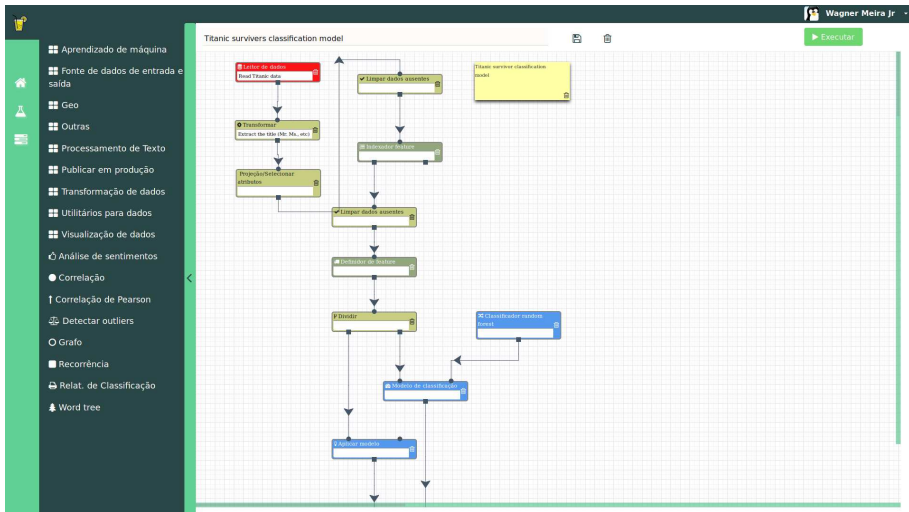 Wagner Meira Jr
Titanic survivers classification model
Executar
Aprendizado de máquina
Fonte de dados de entrada e
saída
Geo
Outras
Processamento de Texto
Publicar em produção
Transformação de dados
Utilitários para dados
Visualização de dados
Análise de sentimentos
Correlação
Correlação de Pearson
Detectar outliers
Grafo
Recorrência
Relat. de Classificação
Word tree
Leitor de dados
Read Titanic data
Limpar dados ausentes
Titanic surviver classification
model
Transformar
Extract the title (Mr, Ms., etc)
Indexador feature
Projeção/Selecionar
atributos
Limpar dados ausentes
Definidor de feature
Dividir
Classificador random
forest
Modelo de classificação
Aplicar modelo